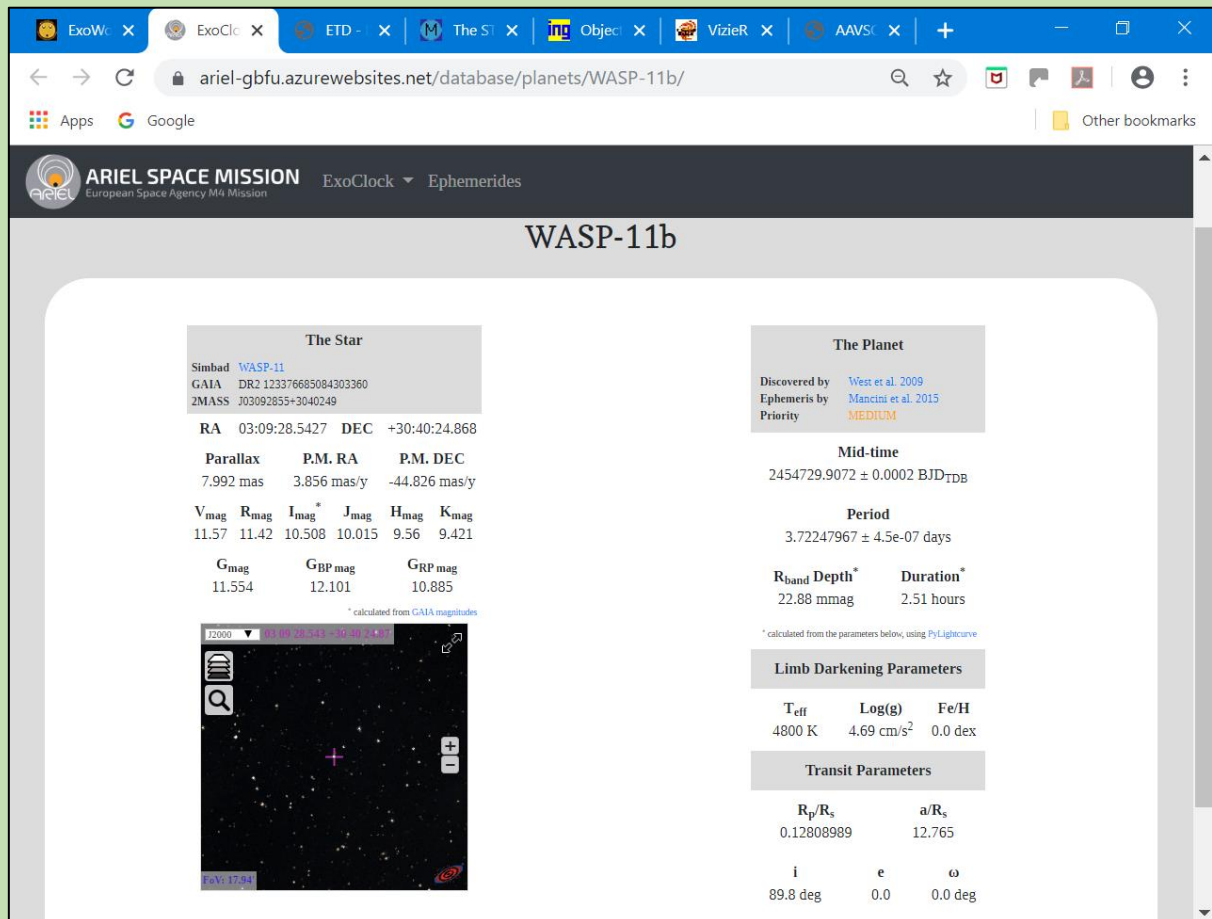 ExoWo
ExoClo
ETD -
The ST
ing Objec
VizieR
AAVSO
ariel-gbfu.azurewebsites.net/database/planets/WASP-11b/
Apps
Google
Other bookmarks
ARIEL
ARIEL SPACE MISSION
European Space Agency M4 Mission
ExoClock
Ephemerides
WASP-11b
The Star
Simbad WASP-11
GAIA DR2 123376685084303360
2MASS J03092855+3040249
RA 03:09:28.5427 DEC +30:40:24.868
Parallax P.M. RA P.M. DEC
7.992 mas 3.856 mas/y -44.826 mas/y
Vmag Rmag Imag* Jmag Hmag Kmag
11.57 11.42 10.508 10.015 9.56 9.421
Gmag GBP mag GRP mag
11.554 12.101 10.885
* calculated from GAIA magnitudes
J2000 03 09 28.543 +30 40 24.87
FoV: 17.94'
The Planet
Discovered by West et al. 2009
Ephemeris by Mancini et al. 2015
Priority MEDIUM
Mid-time
2454729.9072 ± 0.0002 BJDTDB
Period
3.72247967 ± 4.5e-07 days
Rband Depth* Duration*
22.88 mmag 2.51 hours
* calculated from the parameters below, using PyLightcurve
Limb Darkening Parameters
Teff Log(g) Fe/H
4800 K 4.69 cm/s² 0.0 dex
Transit Parameters
Rp/Rs a/Rs
0.12808989 12.765
i e ω
89.8 deg 0.0 0.0 deg